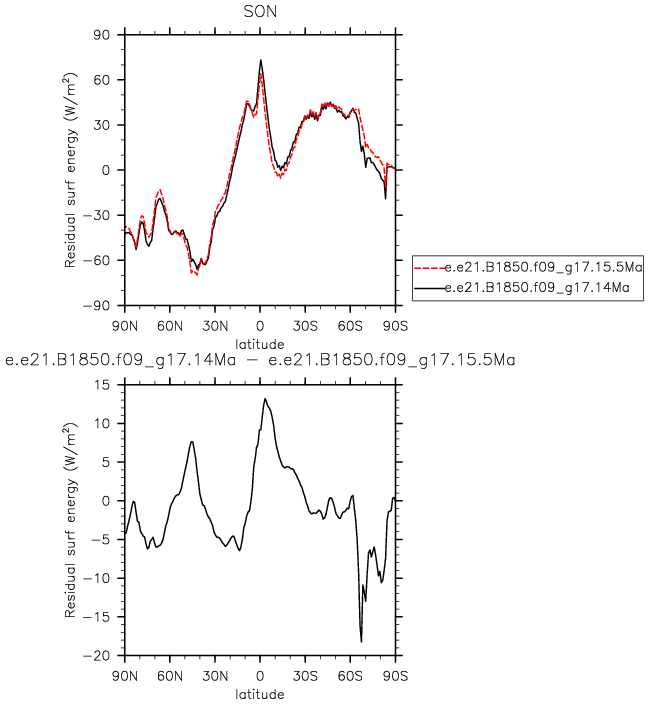 SON
90
60
30
0
−30
−60
−90
Residual surf energy (W/m²)
90N 60N 30N 0 30S 60S 90S
latitude
e.e21.B1850.f09_g17.15.5Ma
e.e21.B1850.f09_g17.14Ma
e.e21.B1850.f09_g17.14Ma − e.e21.B1850.f09_g17.15.5Ma
15
10
5
0
−5
−10
−15
−20
Residual surf energy (W/m²)
90N 60N 30N 0 30S 60S 90S
latitude